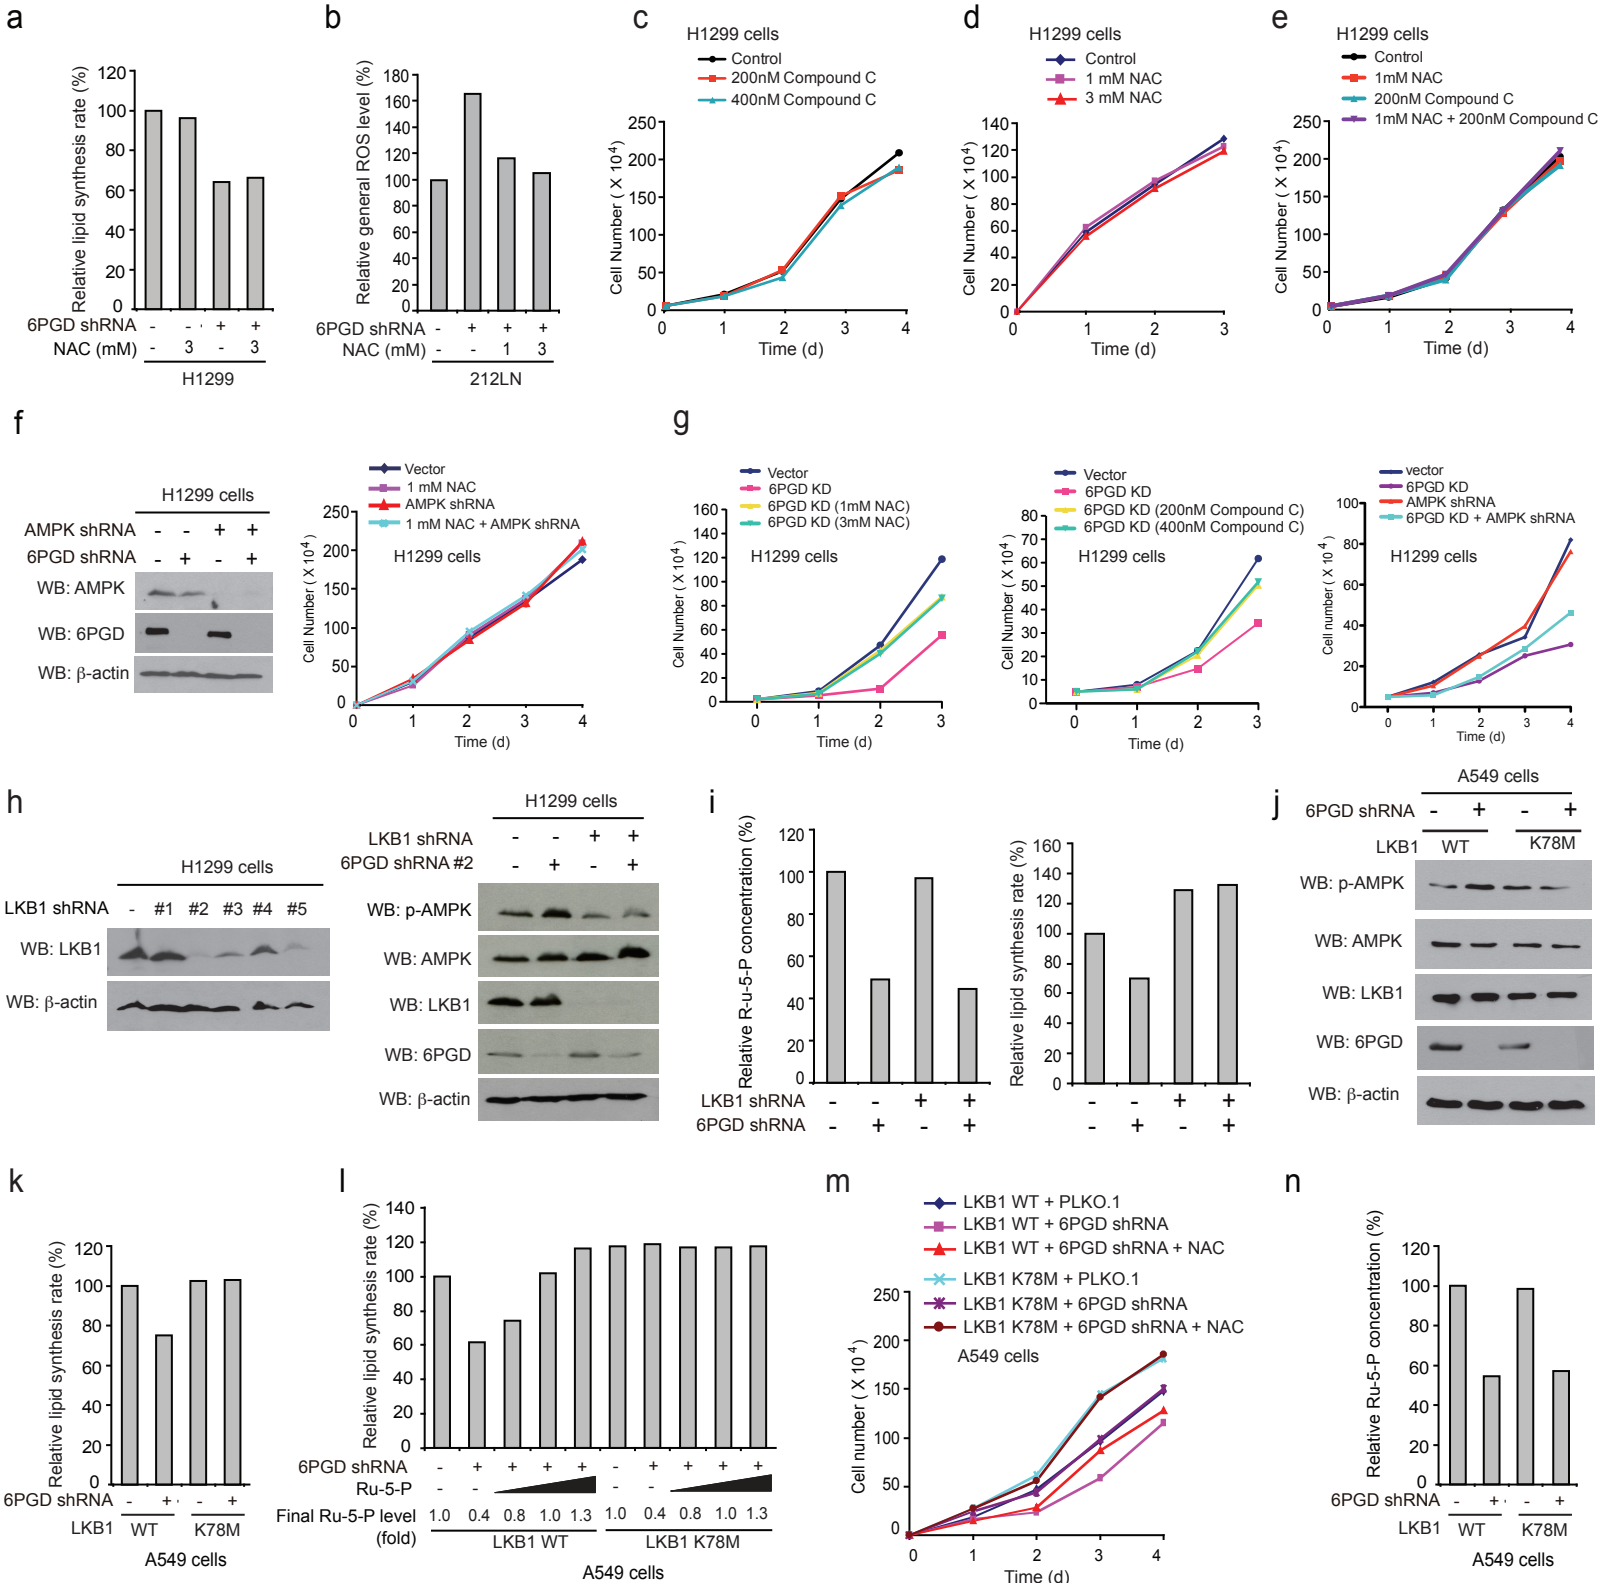 a
Relative lipid synthesis rate (%)
120
100
80
60
40
20
0
6PGD shRNA - - + +
NAC (mM) - 3 - 3
H1299
b
Relative general ROS level (%)
180
160
140
120
100
80
60
40
20
0
6PGD shRNA - + + +
NAC (mM) - - 1 3
212LN
c
H1299 cells
Control
200nM Compound C
400nM Compound C
Cell Number ( X 10⁴)
250
200
150
100
50
0
0 1 2 3 4
Time (d)
d
H1299 cells
Control
1 mM NAC
3 mM NAC
Cell Number ( X 10⁴)
140
120
100
80
60
40
20
0
0 1 2 3
Time (d)
e
H1299 cells
Control
1mM NAC
200nM Compound C
1mM NAC + 200nM Compound C
Cell Number ( X 10⁴)
250
200
150
100
50
0
0 1 2 3 4
Time (d)
f
H1299 cells
AMPK shRNA - - + +
6PGD shRNA - + - +
WB: AMPK
WB: 6PGD
WB: β-actin
Vector
1 mM NAC
AMPK shRNA
1 mM NAC + AMPK shRNA
H1299 cells
Cell Number ( X 10⁴)
250
200
150
100
50
0
0 1 2 3 4
Time (d)
g
Vector
6PGD KD
6PGD KD (1mM NAC)
6PGD KD (3mM NAC)
H1299 cells
Cell Number ( X 10⁴)
160
140
120
100
80
60
40
20
0
0 1 2 3
Time (d)
Vector
6PGD KD
6PGD KD (200nM Compound C)
6PGD KD (400nM Compound C)
H1299 cells
Cell Number ( X 10⁴)
80
70
60
50
40
30
20
10
0
0 1 2 3
Time (d)
vector
6PGD KD
AMPK shRNA
6PGD KD + AMPK shRNA
H1299 cells
Cell number ( X 10⁴)
100
80
60
40
20
0
0 1 2 3 4
Time (d)
h
H1299 cells
LKB1 shRNA - #1 #2 #3 #4 #5
WB: LKB1
WB: β-actin
H1299 cells
LKB1 shRNA - - + +
6PGD shRNA #2 - + - +
WB: p-AMPK
WB: AMPK
WB: LKB1
WB: 6PGD
WB: β-actin
i
Relative R-u-5-P concentration (%)
120
100
80
60
40
20
0
LKB1 shRNA - - + +
6PGD shRNA - + - +
Relative lipid synthesis rate (%)
160
140
120
100
80
60
40
20
0
- - + +
- + - +
j
A549 cells
6PGD shRNA - + - +
LKB1 WT K78M
WB: p-AMPK
WB: AMPK
WB: LKB1
WB: 6PGD
WB: β-actin
k
Relative lipid synthesis rate (%)
120
100
80
60
40
20
0
6PGD shRNA - + - +
LKB1 WT K78M
A549 cells
l
Relative lipid synthesis rate (%)
140
120
100
80
60
40
20
0
6PGD shRNA - + + + + - + + + +
Ru-5-P - - - -
Final Ru-5-P level 1.0 0.4 0.8 1.0 1.3 1.0 0.4 0.8 1.0 1.3
(fold)
LKB1 WT LKB1 K78M
A549 cells
m
LKB1 WT + PLKO.1
LKB1 WT + 6PGD shRNA
LKB1 WT + 6PGD shRNA + NAC
LKB1 K78M + PLKO.1
LKB1 K78M + 6PGD shRNA
LKB1 K78M + 6PGD shRNA + NAC
A549 cells
Cell number ( X 10⁴)
250
200
150
100
50
0
0 1 2 3 4
Time (d)
n
Relative Ru-5-P concentration (%)
120
100
80
60
40
20
0
6PGD shRNA - + - +
LKB1 WT K78M
A549 cells